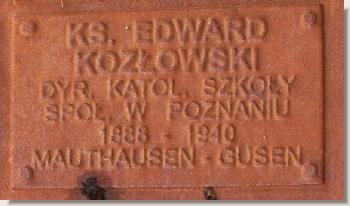 KS. EDWARD
KOZŁOWSKI
DYR. KATOL. SZKOŁY
SPOŁ. W POZNANIU
1888 - 1940
MAUTHAUSEN - GUSEN